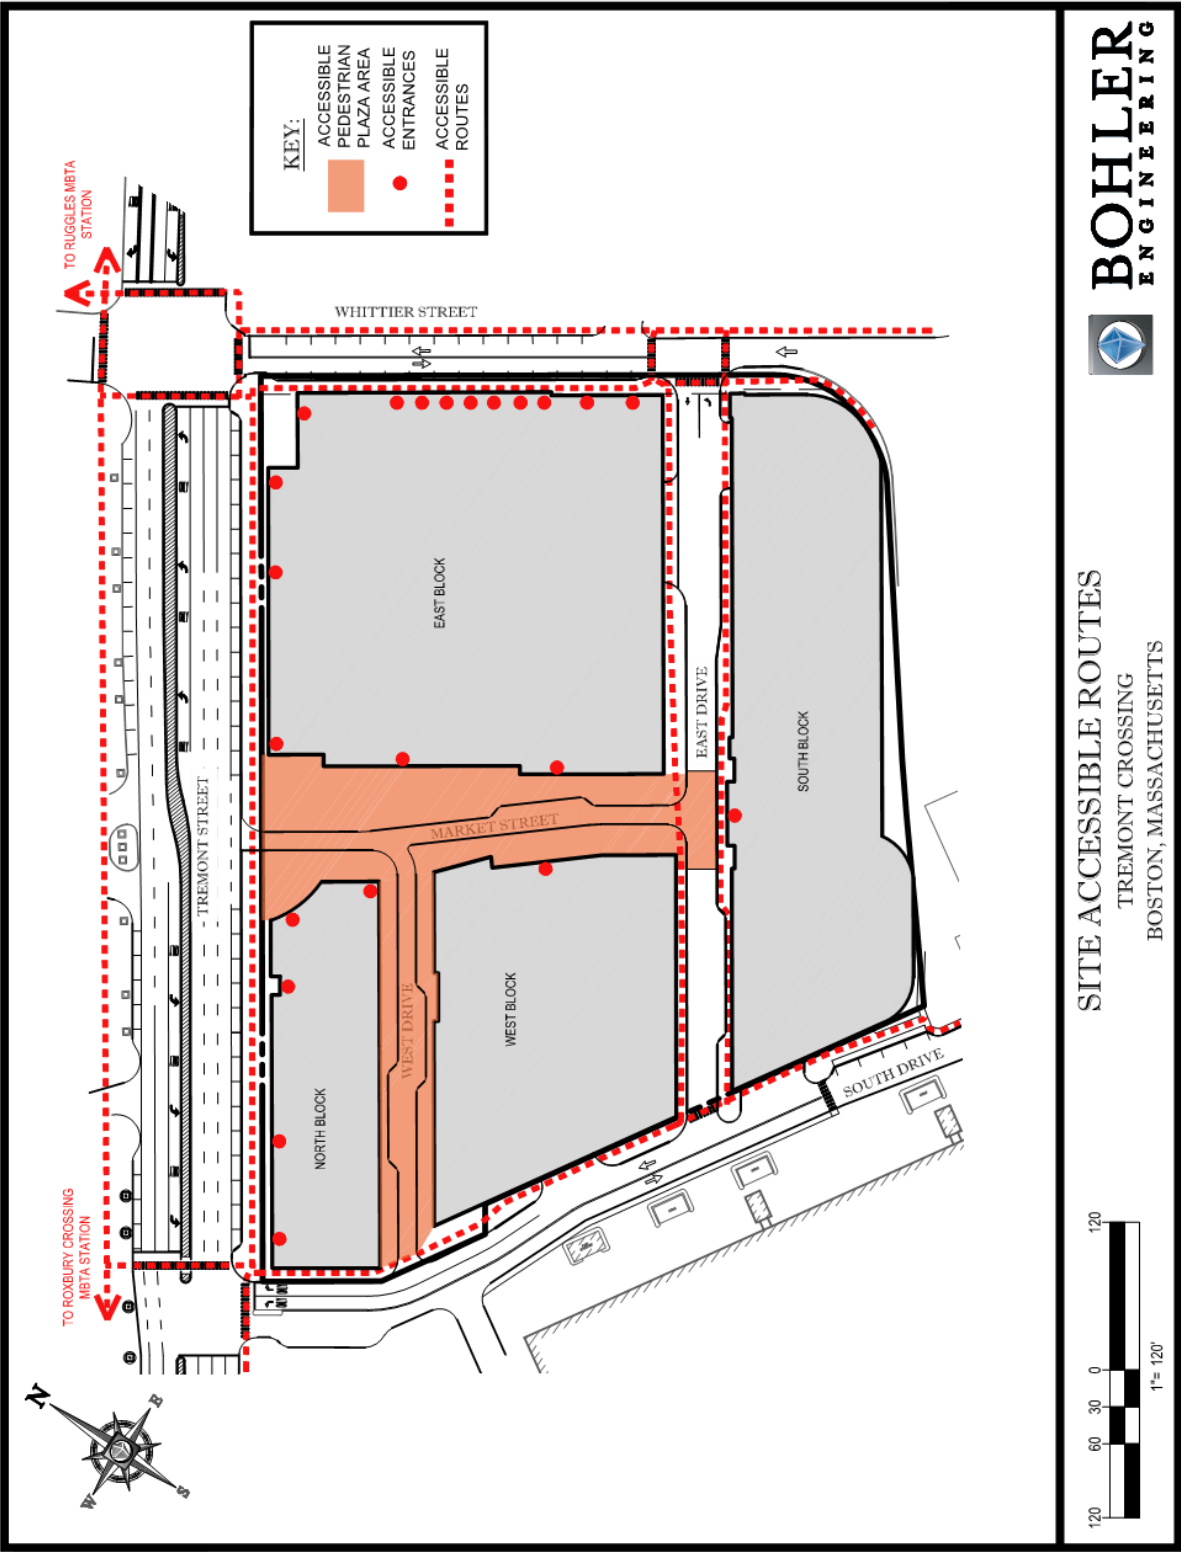 KEY:
ACCESSIBLE
PEDESTRIAN
PLAZA AREA
ACCESSIBLE
ENTRANCES
ACCESSIBLE
ROUTES
TO RUGGLES MBTA
STATION
WHITTIER STREET
TREMONT STREET
EAST BLOCK
EAST DRIVE
SOUTH BLOCK
MARKET STREET
WEST DRIVE
WEST BLOCK
NORTH BLOCK
SOUTH DRIVE
TO ROXBURY CROSSING
MBTA STATION
N
E
S
W
SITE ACCESSIBLE ROUTES
TREMONT CROSSING
BOSTON, MASSACHUSETTS
BOHLER
ENGINEERING
120 60 30 0 120
1"= 120'